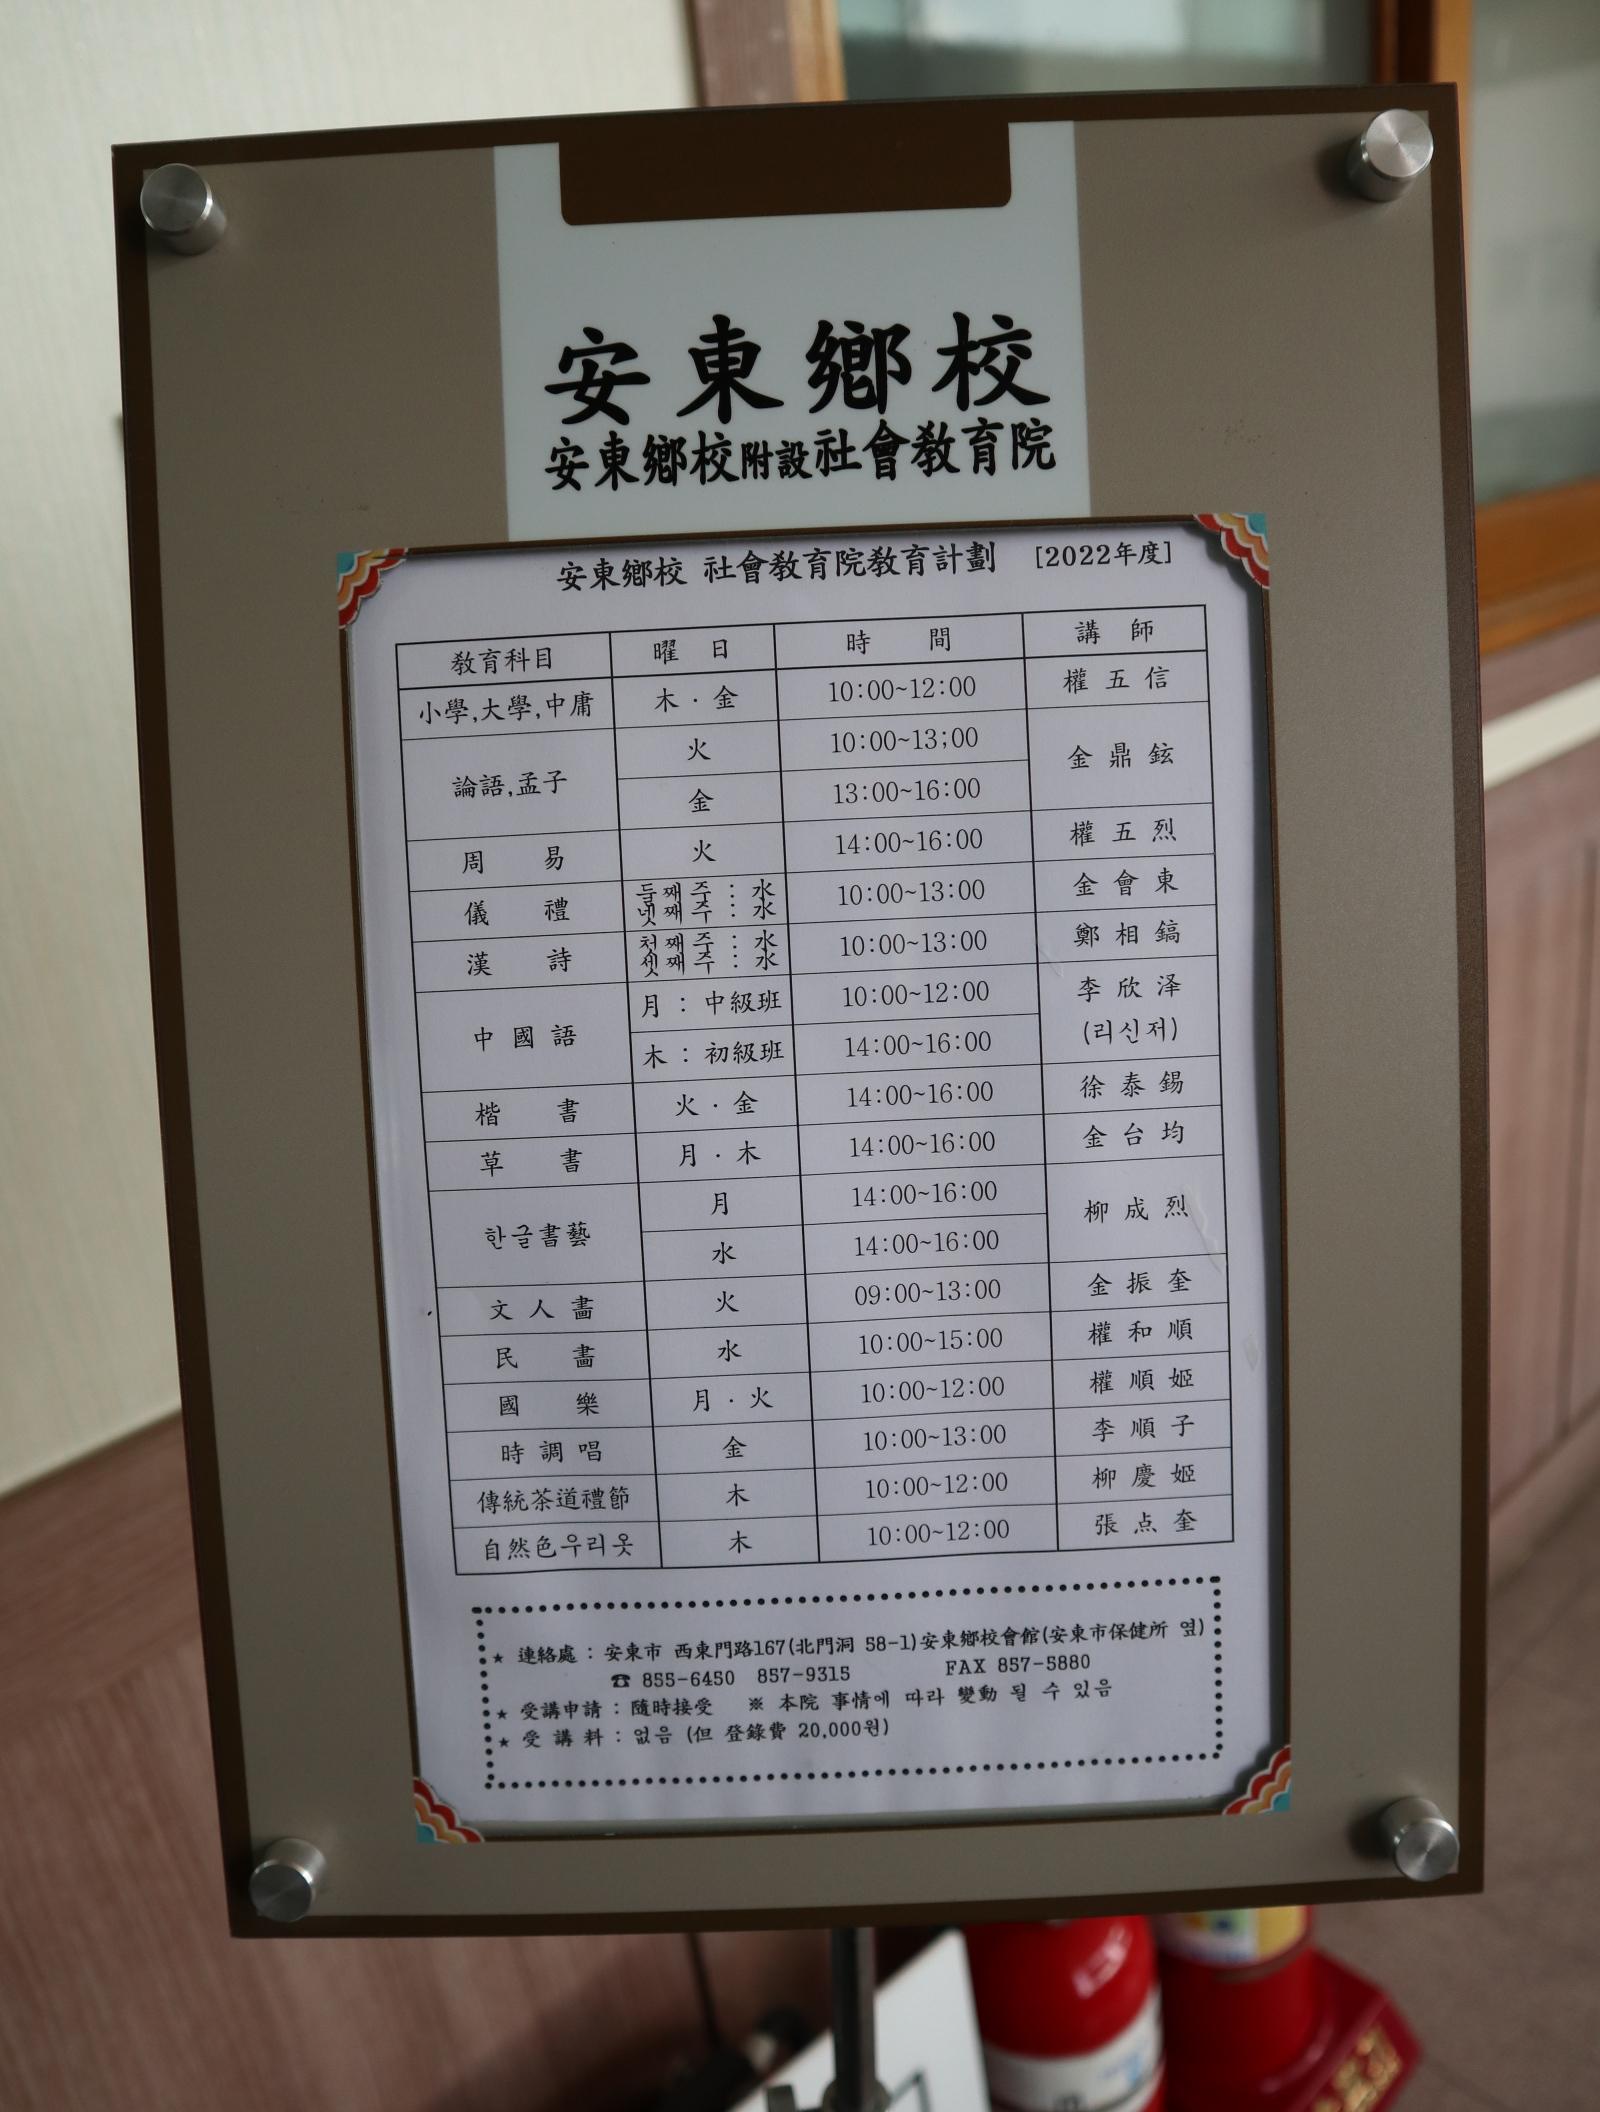 安東鄕校
安東鄕校附設社會敎育院
安東鄕校 社會敎育院敎育計劃 [2022年度]
敎育科目 曜 日 時 間 講 師
小學,大學,中庸 木·金 10:00~12:00 權五信
論語,孟子 火 10:00~13;00 金鼎鉉
金 13:00~16:00
周 易 火 14:00~16:00 權五烈
儀 禮 둘째주 : 水 10:00~13:00 金會東
넷째주 : 水
漢 詩 첫째주 : 水 10:00~13:00 鄭相鎬
셋째주 : 水
中國語 月 : 中級班 10:00~12:00 李欣泽
木 : 初級班 14:00~16:00 (리신저)
楷 書 火·金 14:00~16:00 徐泰錫
草 書 月·木 14:00~16:00 金台均
한글書藝 月 14:00~16:00 柳成烈
水 14:00~16:00
文人畵 火 09:00~13:00 金振奎
民 畵 水 10:00~15:00 權和順
國 樂 月·火 10:00~12:00 權順姬
時調唱 金 10:00~13:00 李順子
傳統茶道禮節 木 10:00~12:00 柳慶姬
自然色우리옷 木 10:00~12:00 張点奎
★ 連絡處 : 安東市 西東門路167(北門洞 58-1)安東鄕校會館(安東市保健所 옆)
☎ 855-6450 857-9315 FAX 857-5880
★ 受講申請 : 隨時接受 ※ 本院 事情에 따라 變動 될 수 있음
★ 受 講 料 : 없음 (但 登錄費 20,000원)